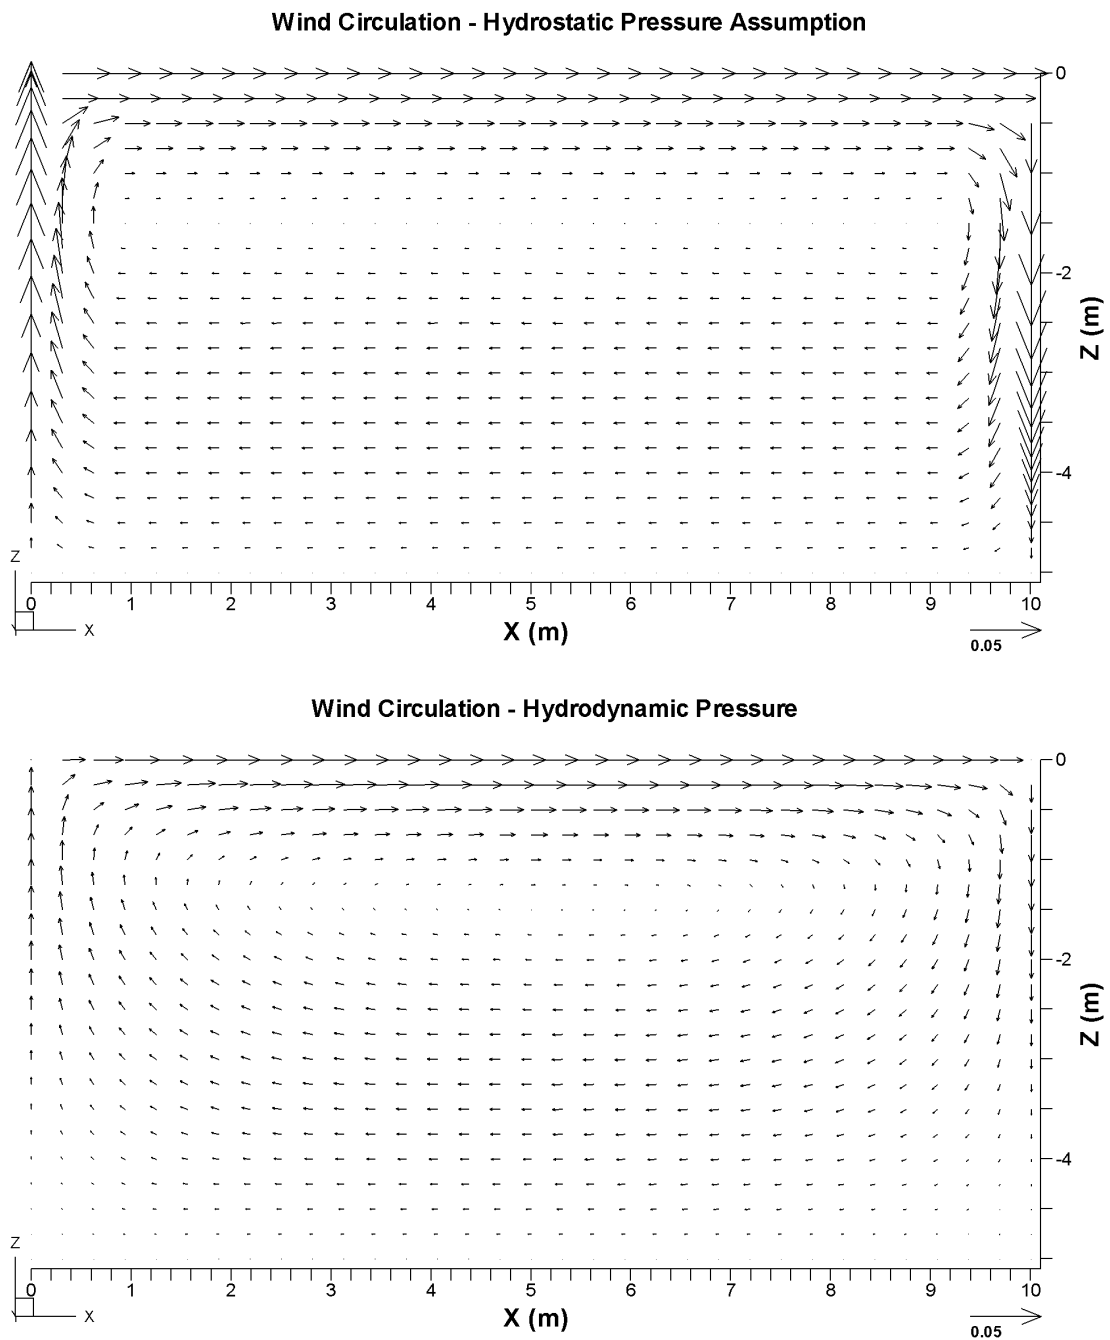 Wind Circulation - Hydrostatic Pressure Assumption
0
-2
Z (m)
-4
Z
0 1 2 3 4 5 6 7 8 9 10
X
X (m)
0.05
Wind Circulation - Hydrodynamic Pressure
0
-2
Z (m)
-4
Z
0 1 2 3 4 5 6 7 8 9 10
X
X (m)
0.05